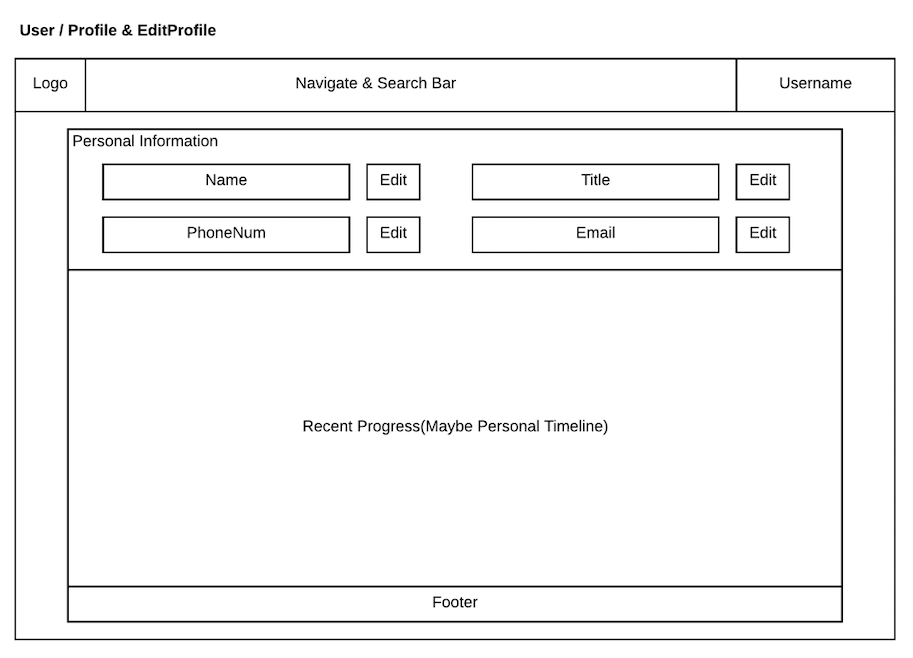 User / Profile & EditProfile
Logo
Navigate & Search Bar
Username
Personal Information
Name
Edit
Title
Edit
PhoneNum
Edit
Email
Edit
Recent Progress(Maybe Personal Timeline)
Footer